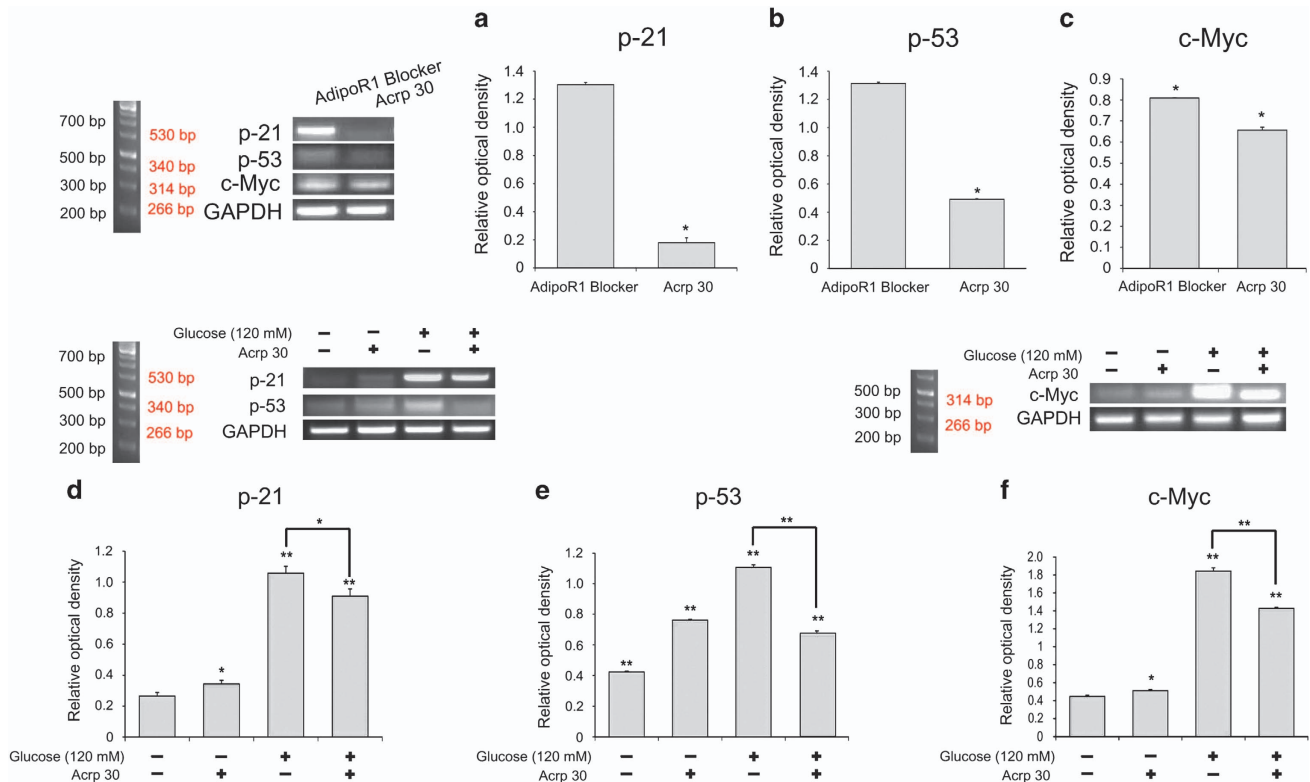 a
p-21
Relative optical density
1.4
1.2
1.0
0.8
0.6
0.4
0.2
0
*
AdipoR1 Blocker Acrp 30
b
p-53
Relative optical density
1.4
1.2
1.0
0.8
0.6
0.4
0.2
0
*
AdipoR1 Blocker Acrp 30
c
c-Myc
Relative optical density
0.9
0.8
0.7
0.6
0.5
0.4
0.3
0.2
0.1
0
* *
AdipoR1 Blocker Acrp 30
AdipoR1 Blocker
Acrp 30
700 bp
500 bp
300 bp
200 bp
530 bp
340 bp
314 bp
266 bp
p-21
p-53
c-Myc
GAPDH
Glucose (120 mM) – – + +
Acrp 30 – + – +
700 bp
500 bp
300 bp
200 bp
530 bp
340 bp
266 bp
p-21
p-53
GAPDH
Glucose (120 mM) – – + +
Acrp 30 – + – +
500 bp
300 bp
200 bp
314 bp
266 bp
c-Myc
GAPDH
d
p-21
Relative optical density
1.2
1.0
0.8
0.6
0.4
0.2
0
* ** ** *
Glucose (120 mM) – – + +
Acrp 30 – + – +
e
p-53
Relative optical density
1.2
1.0
0.8
0.6
0.4
0.2
0
** ** ** ** **
Glucose (120 mM) – – + +
Acrp 30 – + – +
f
c-Myc
Relative optical density
2.0
1.8
1.6
1.4
1.2
1.0
0.8
0.6
0.4
0.2
0
* ** ** **
Glucose (120 mM) – – + +
Acrp 30 – + – +